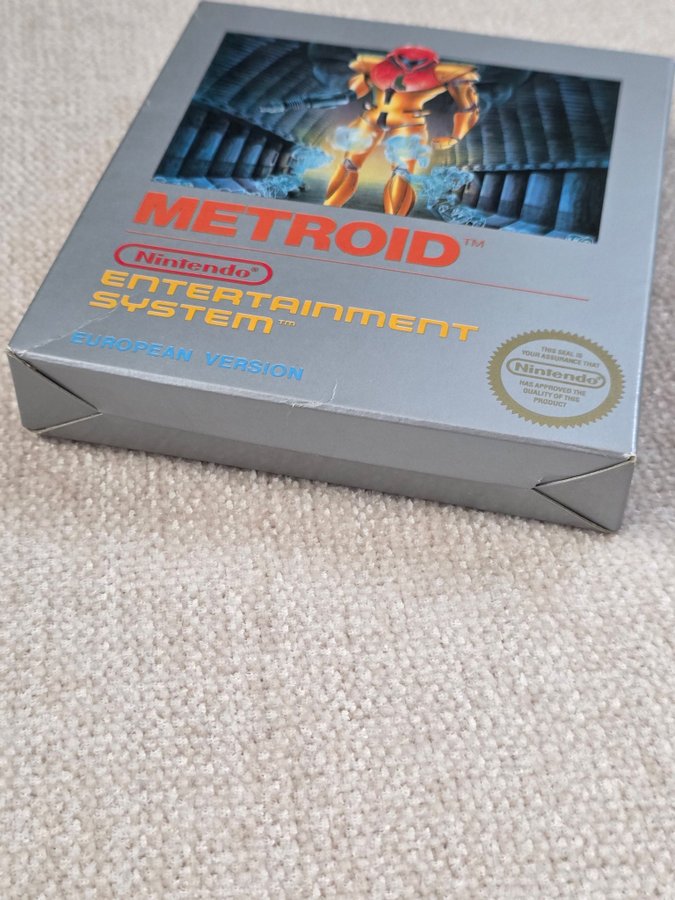 METROID™
Nintendo®
ENTERTAINMENT
SYSTEM™
EUROPEAN VERSION
THIS SEAL IS
YOUR ASSURANCE THAT
Nintendo®
HAS APPROVED THE
QUALITY OF THIS
PRODUCT